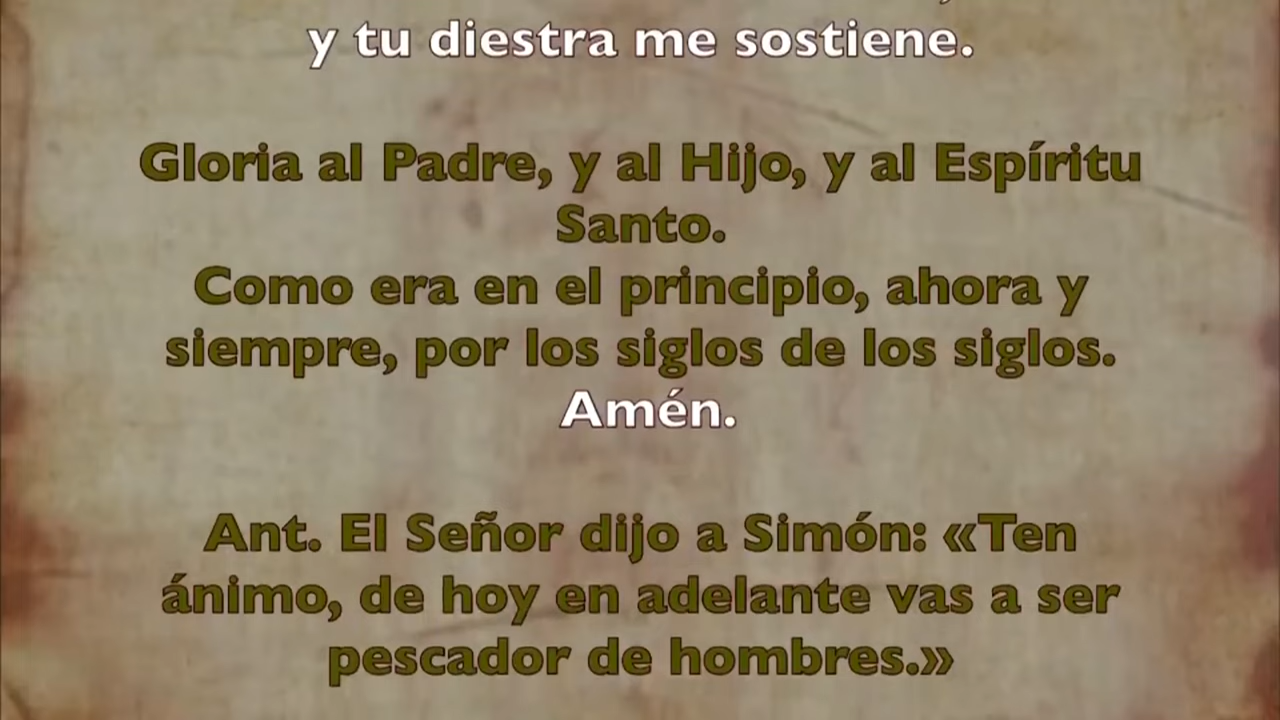 y tu diestra me sostiene.
Gloria al Padre, y al Hijo, y al Espíritu
Santo.
Como era en el principio, ahora y
siempre, por los siglos de los siglos.
Amén.
Ant. El Señor dijo a Simón: «Ten
ánimo, de hoy en adelante vas a ser
pescador de hombres.»